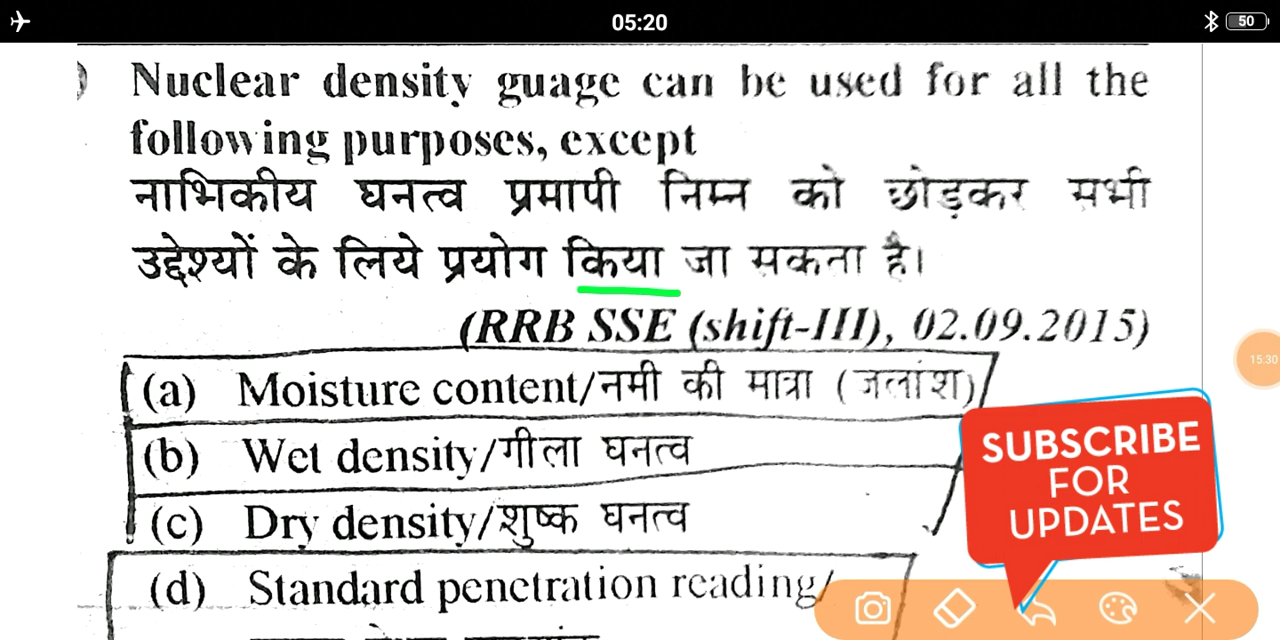 05:20
50
Nuclear density guage can be used for all the
following purposes, except
नाभिकीय घनत्व प्रमापी निम्न को छोड़कर सभी
उद्देश्यों के लिये प्रयोग किया जा सकता है।
(RRB SSE (shift-III), 02.09.2015)
(a) Moisture content/नमी की मात्रा (जलांश)
(b) Wet density/गीला घनत्व
(c) Dry density/शुष्क घनत्व
(d) Standard penetration reading/
15:30
SUBSCRIBE
FOR
UPDATES